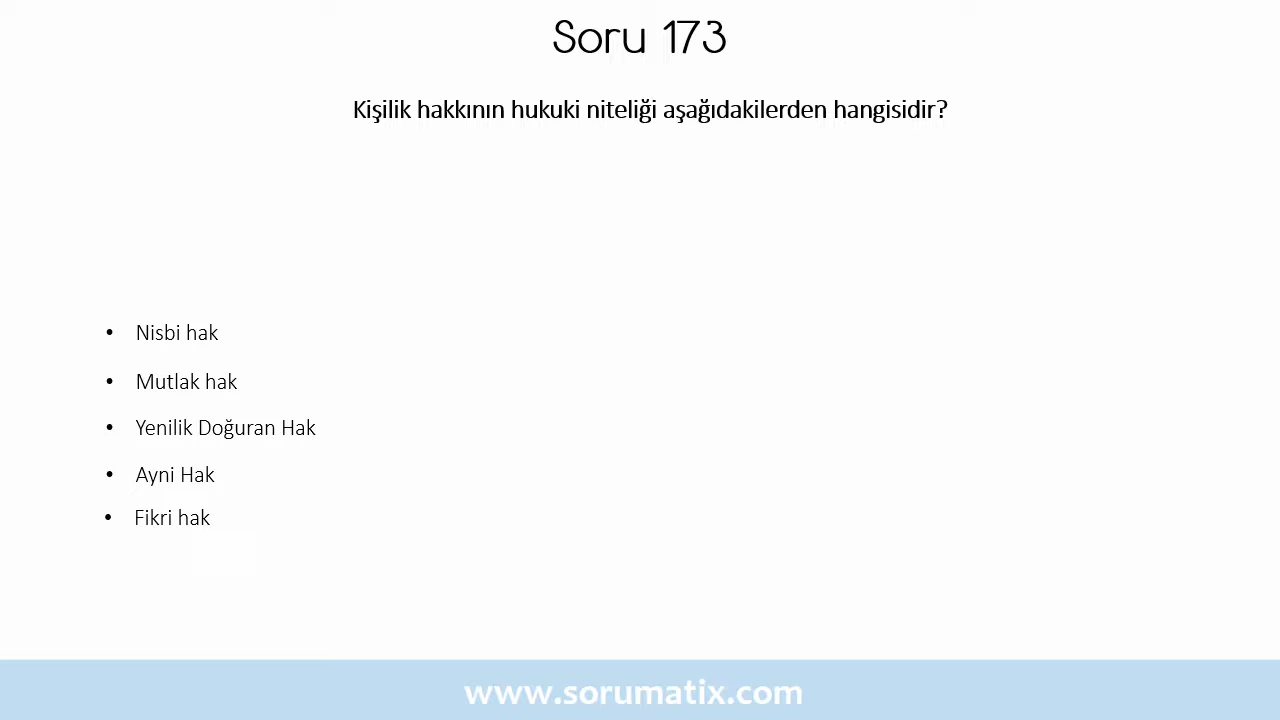 Soru 173
Kişilik hakkının hukuki niteliği aşağıdakilerden hangisidir?
• Nisbi hak
• Mutlak hak
• Yenilik Doğuran Hak
• Ayni Hak
• Fikri hak
www.sorumatix.com